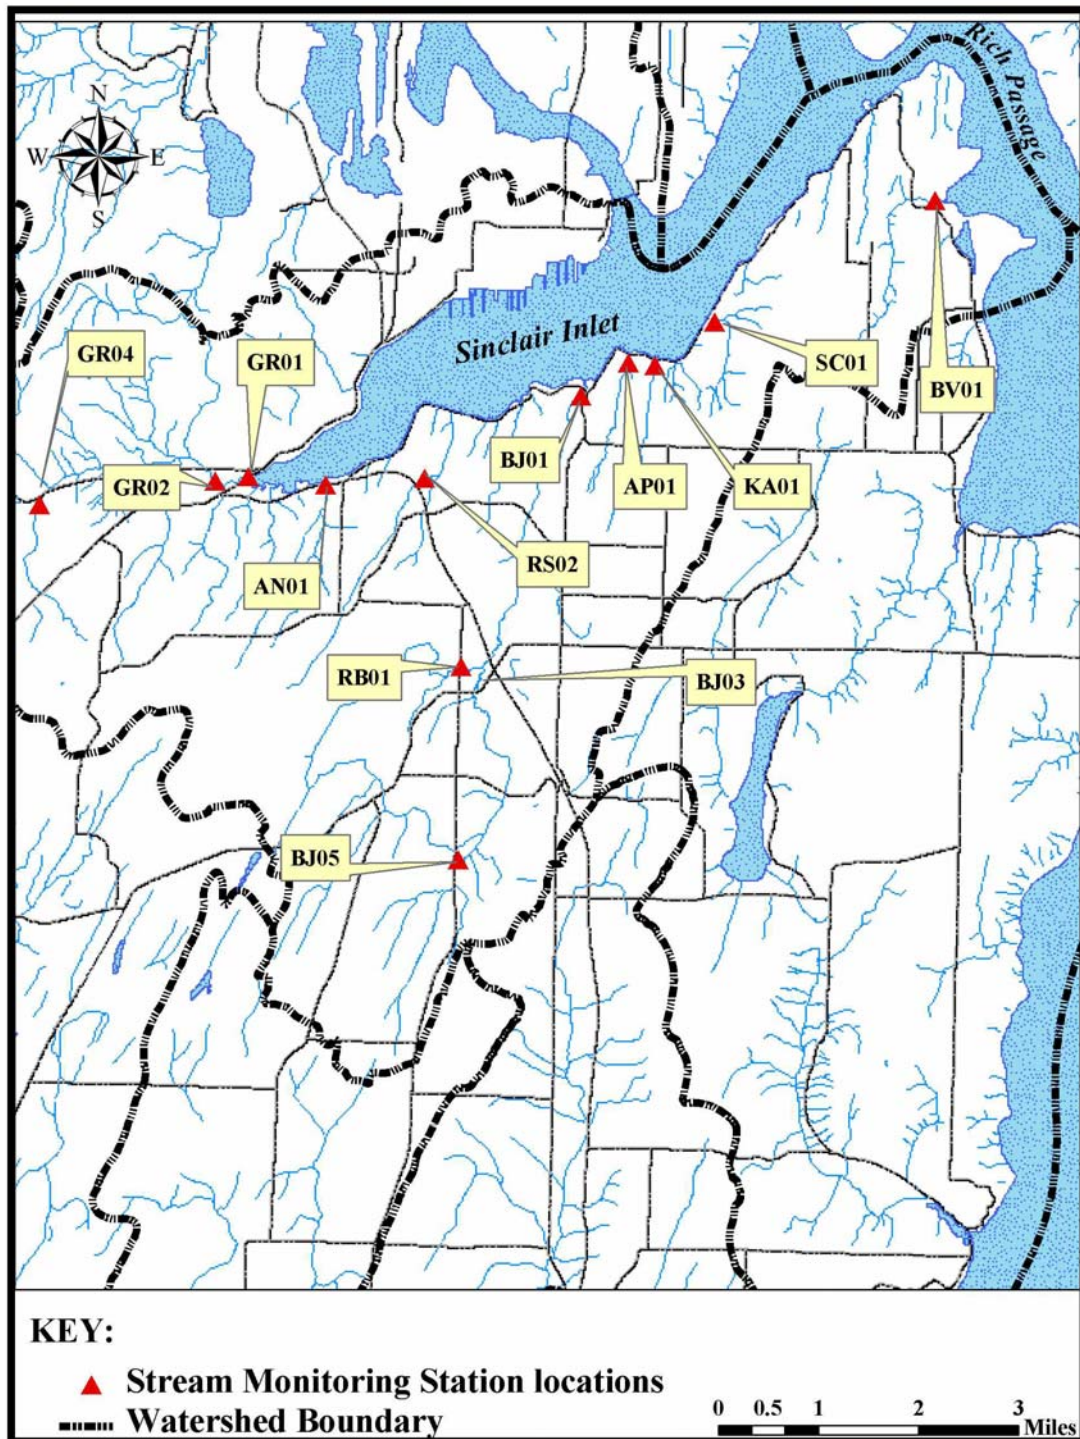 Rich Passage
N
W E
S
Sinclair Inlet
GR04
GR01
SC01
BV01
GR02
BJ01
AP01
KA01
AN01
RS02
RB01
BJ03
BJ05
KEY:
Stream Monitoring Station locations
Watershed Boundary
0 0.5 1 2 3
Miles